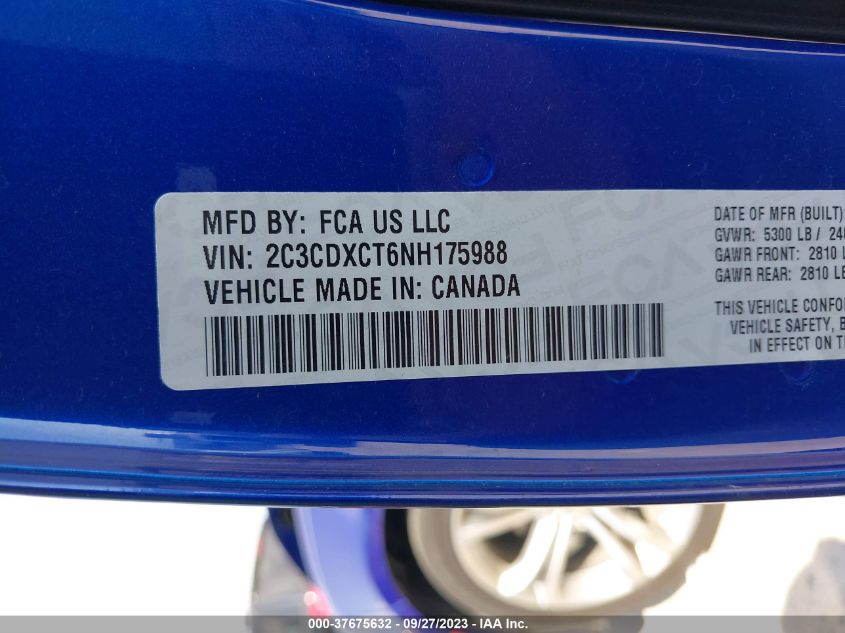 MFD BY: FCA US LLC
VIN: 2C3CDXCT6NH175988
VEHICLE MADE IN: CANADA
DATE OF MFR (BUILT):
GVWR: 5300 LB / 240
GAWR FRONT: 2810 L
GAWR REAR: 2810 LB
THIS VEHICLE CONFO
VEHICLE SAFETY, B
IN EFFECT ON T
000-37675632 - 09/27/2023 - IAA Inc.